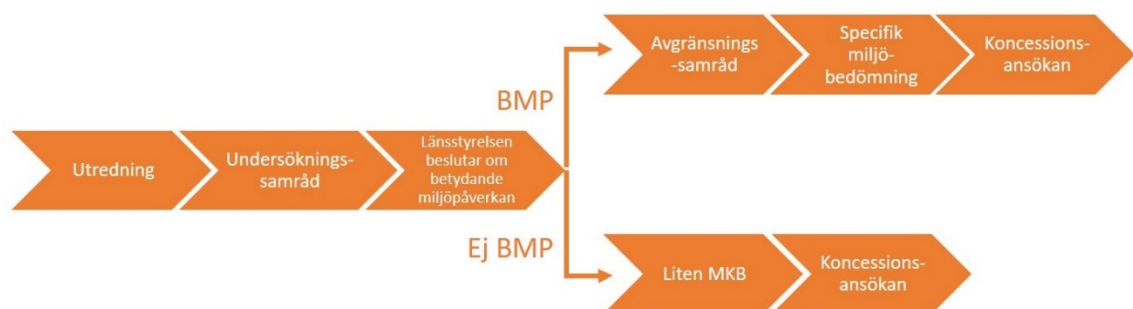 Utredning
Undersöknings-
samråd
Länsstyrelsen
beslutar om
betydande
miljöpåverkan
BMP
Avgränsnings
-samråd
Specifik
miljö-
bedömning
Koncessions-
ansökan
Ej BMP
Liten MKB
Koncessions-
ansökan